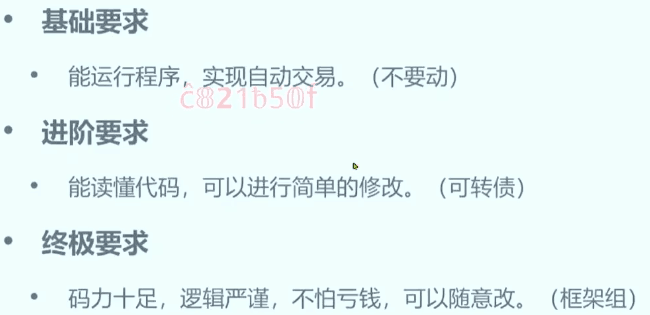 • 基础要求
• 能运行程序，实现自动交易。（不要动）
c821b50f
• 进阶要求
• 能读懂代码，可以进行简单的修改。（可转债）
• 终极要求
• 码力十足，逻辑严谨，不怕亏钱，可以随意改。（框架组）